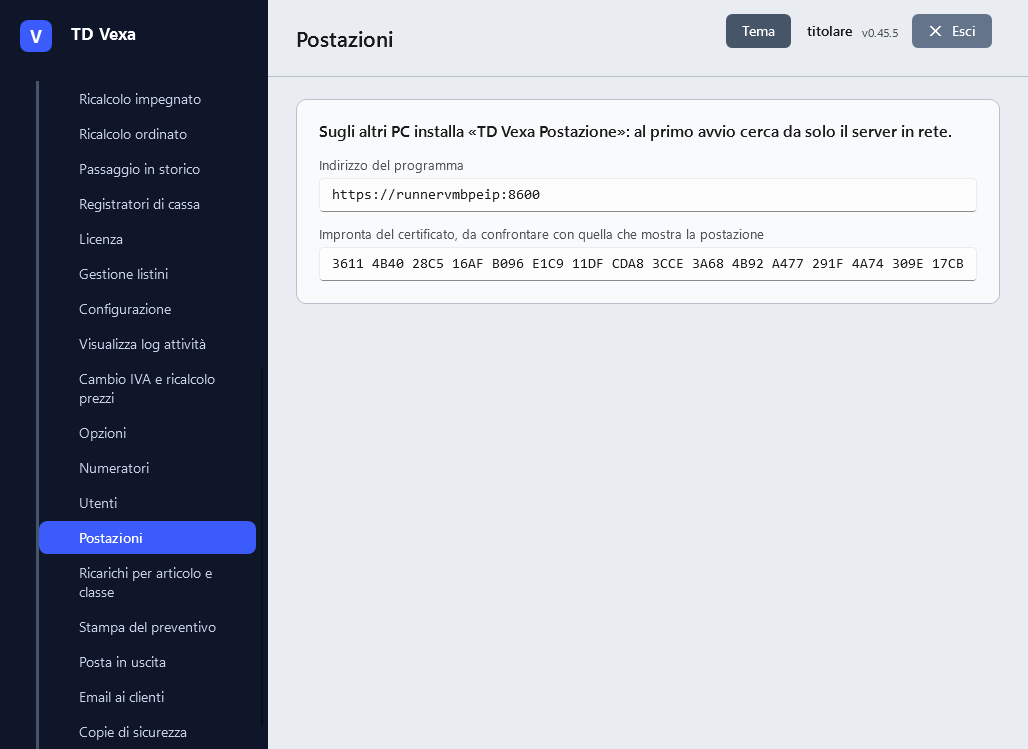 V
TD Vexa
Ricalcolo impegnato
Ricalcolo ordinato
Passaggio in storico
Registratori di cassa
Licenza
Gestione listini
Configurazione
Visualizza log attività
Cambio IVA e ricalcolo
prezzi
Opzioni
Numeratori
Utenti
Postazioni
Ricarichi per articolo e
classe
Stampa del preventivo
Posta in uscita
Email ai clienti
Copie di sicurezza
Postazioni
Tema
titolare v0.45.5
Esci
Sugli altri PC installa «TD Vexa Postazione»: al primo avvio cerca da solo il server in rete.
Indirizzo del programma
https://runnervmbpeip:8600
Impronta del certificato, da confrontare con quella che mostra la postazione
3611 4B40 28C5 16AF B096 E1C9 11DF CDA8 3CCE 3A68 4B92 A477 291F 4A74 309E 17CB